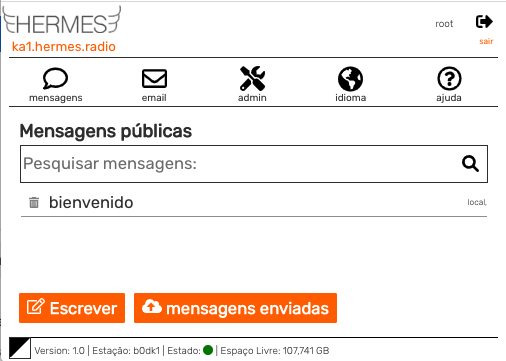 HERMES
ka1.hermes.radio
root
sair
mensagens email admin idioma ajuda
Mensagens públicas
Pesquisar mensagens:
bienvenido local,
Escrever mensagens enviadas
Version: 1.0 | Estação: b0dk1 | Estado: | Espaço Livre: 107,741 GB